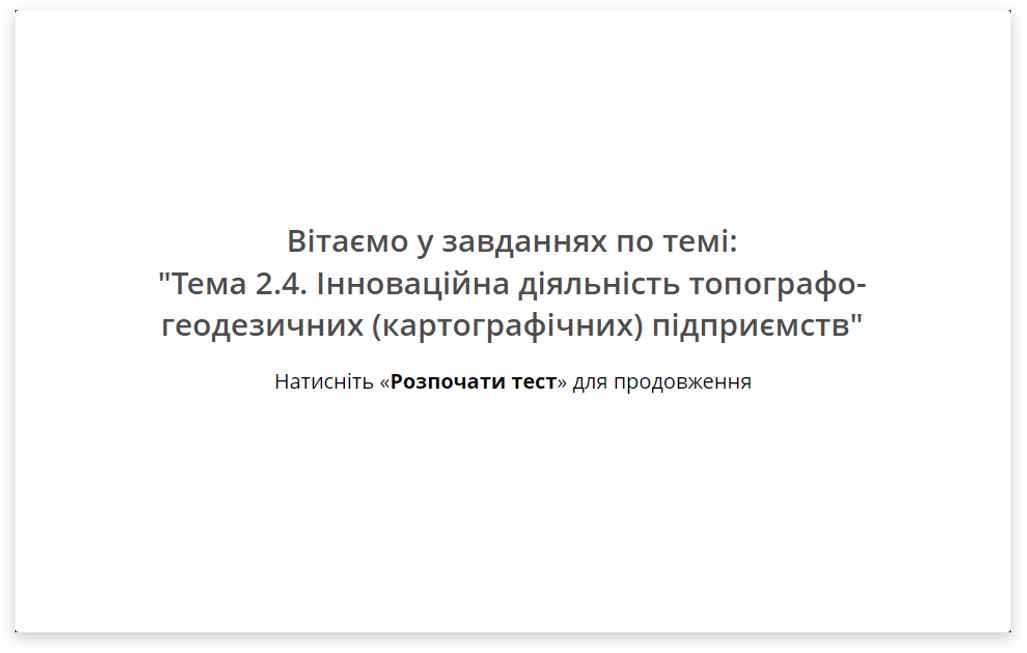 Вітаємо у завданнях по темі:
"Тема 2.4. Інноваційна діяльність топографо-
геодезичних (картографічних) підприємств"
Натисніть «Розпочати тест» для продовження